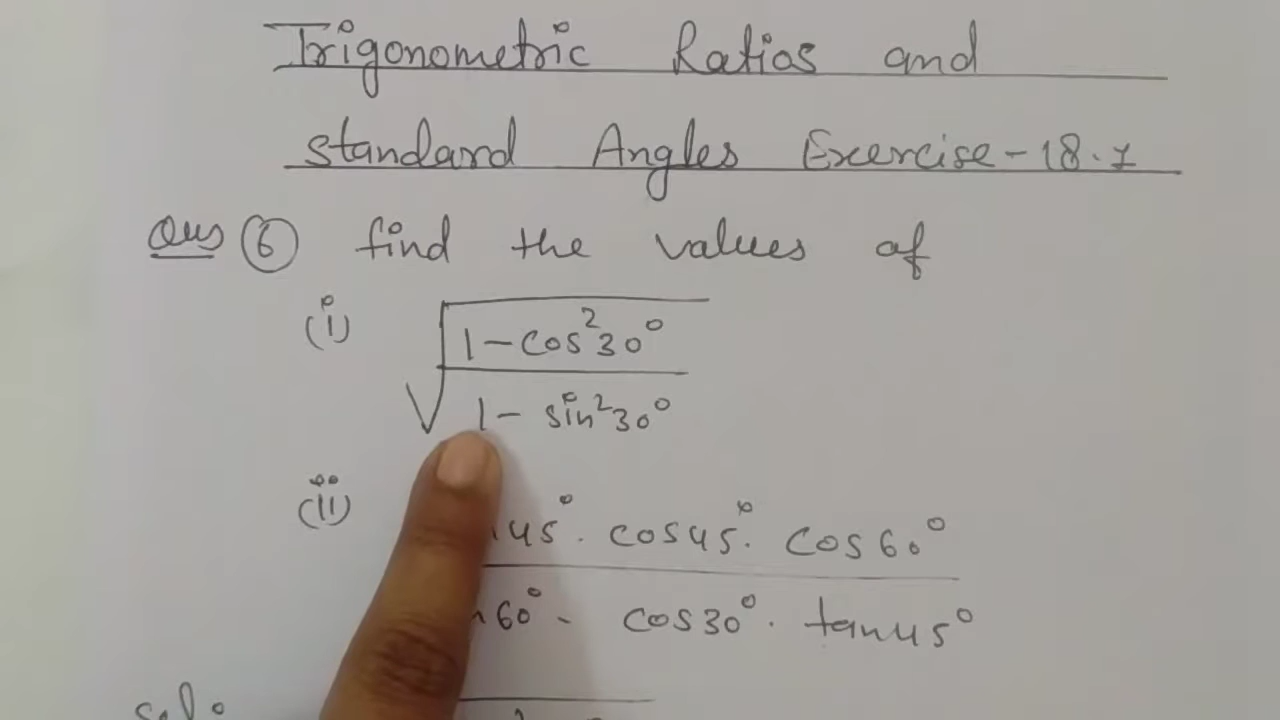 Trigonometric Ratios and
standard Angles Exercise-18.1
Ques ⑥ find the values of
(i) √(1-cos²30° / 1-sin²30°)
(ii) 45°. cos45°. cos60°
60°. cos30°. tan45°